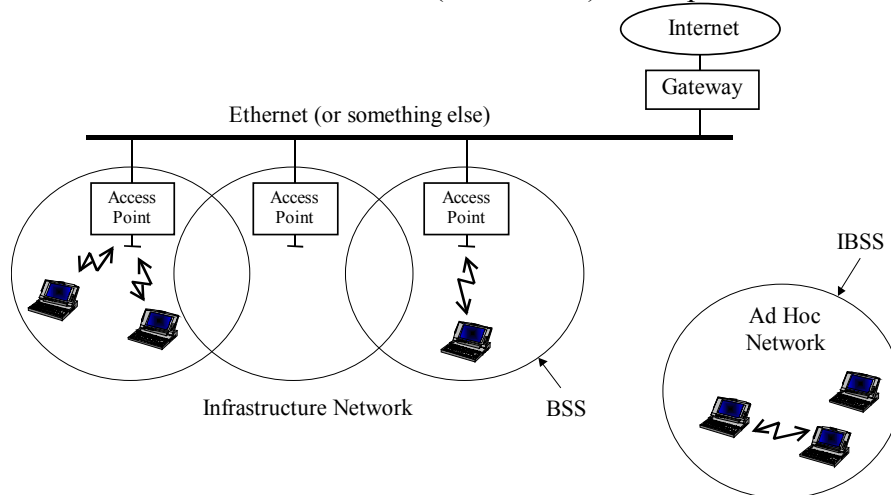 Internet
Gateway
Ethernet (or something else)
Access
Point
Access
Point
Access
Point
IBSS
Ad Hoc
Network
Infrastructure Network
BSS